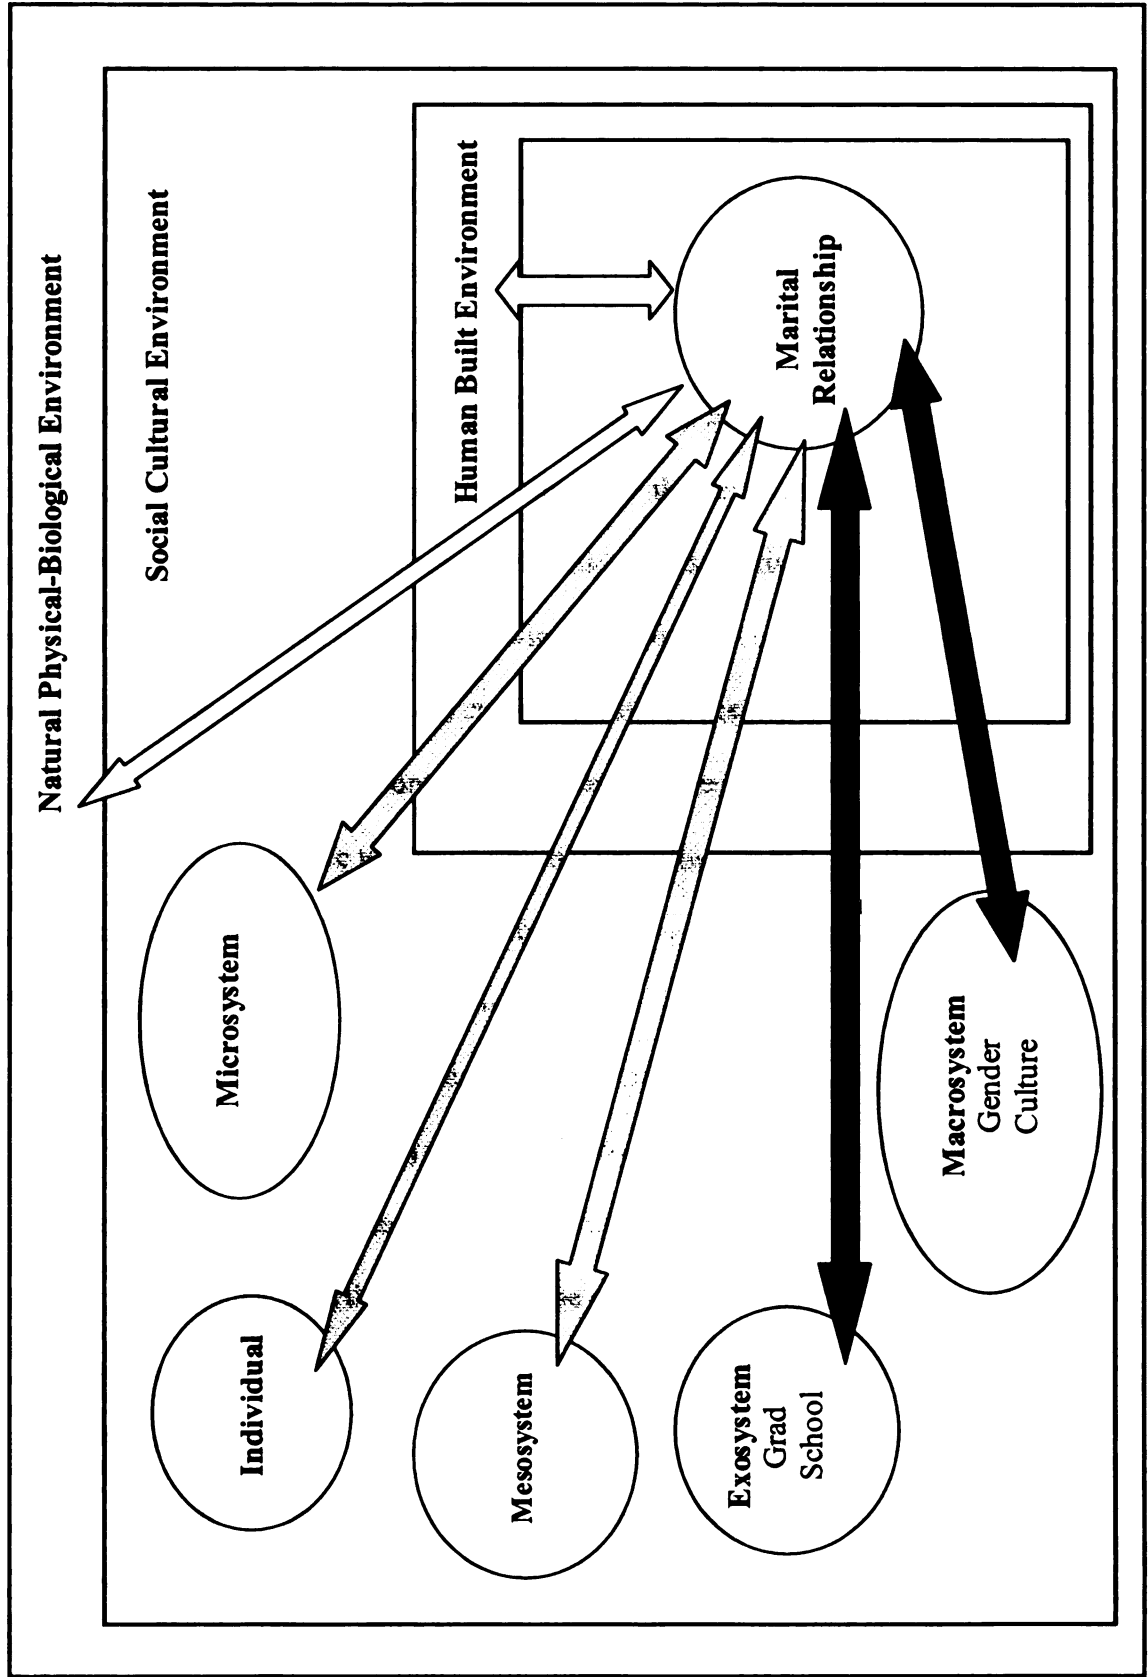 Natural Physical-Biological Environment
Social Cultural Environment
Human Built Environment
Marital
Relationship
Microsystem
Individual
Mesosystem
Exosystem
Grad
School
Macrosystem
Gender
Culture